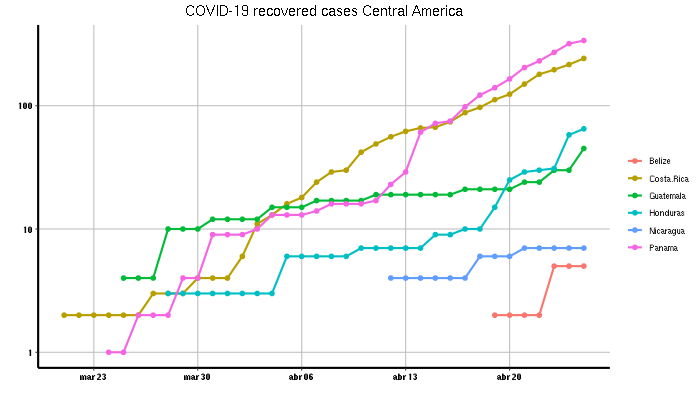 COVID-19 recovered cases Central America
100
10
1
mar 23 mar 30 abr 06 abr 13 abr 20
Belize
Costa.Rica
Guatemala
Honduras
Nicaragua
Panama